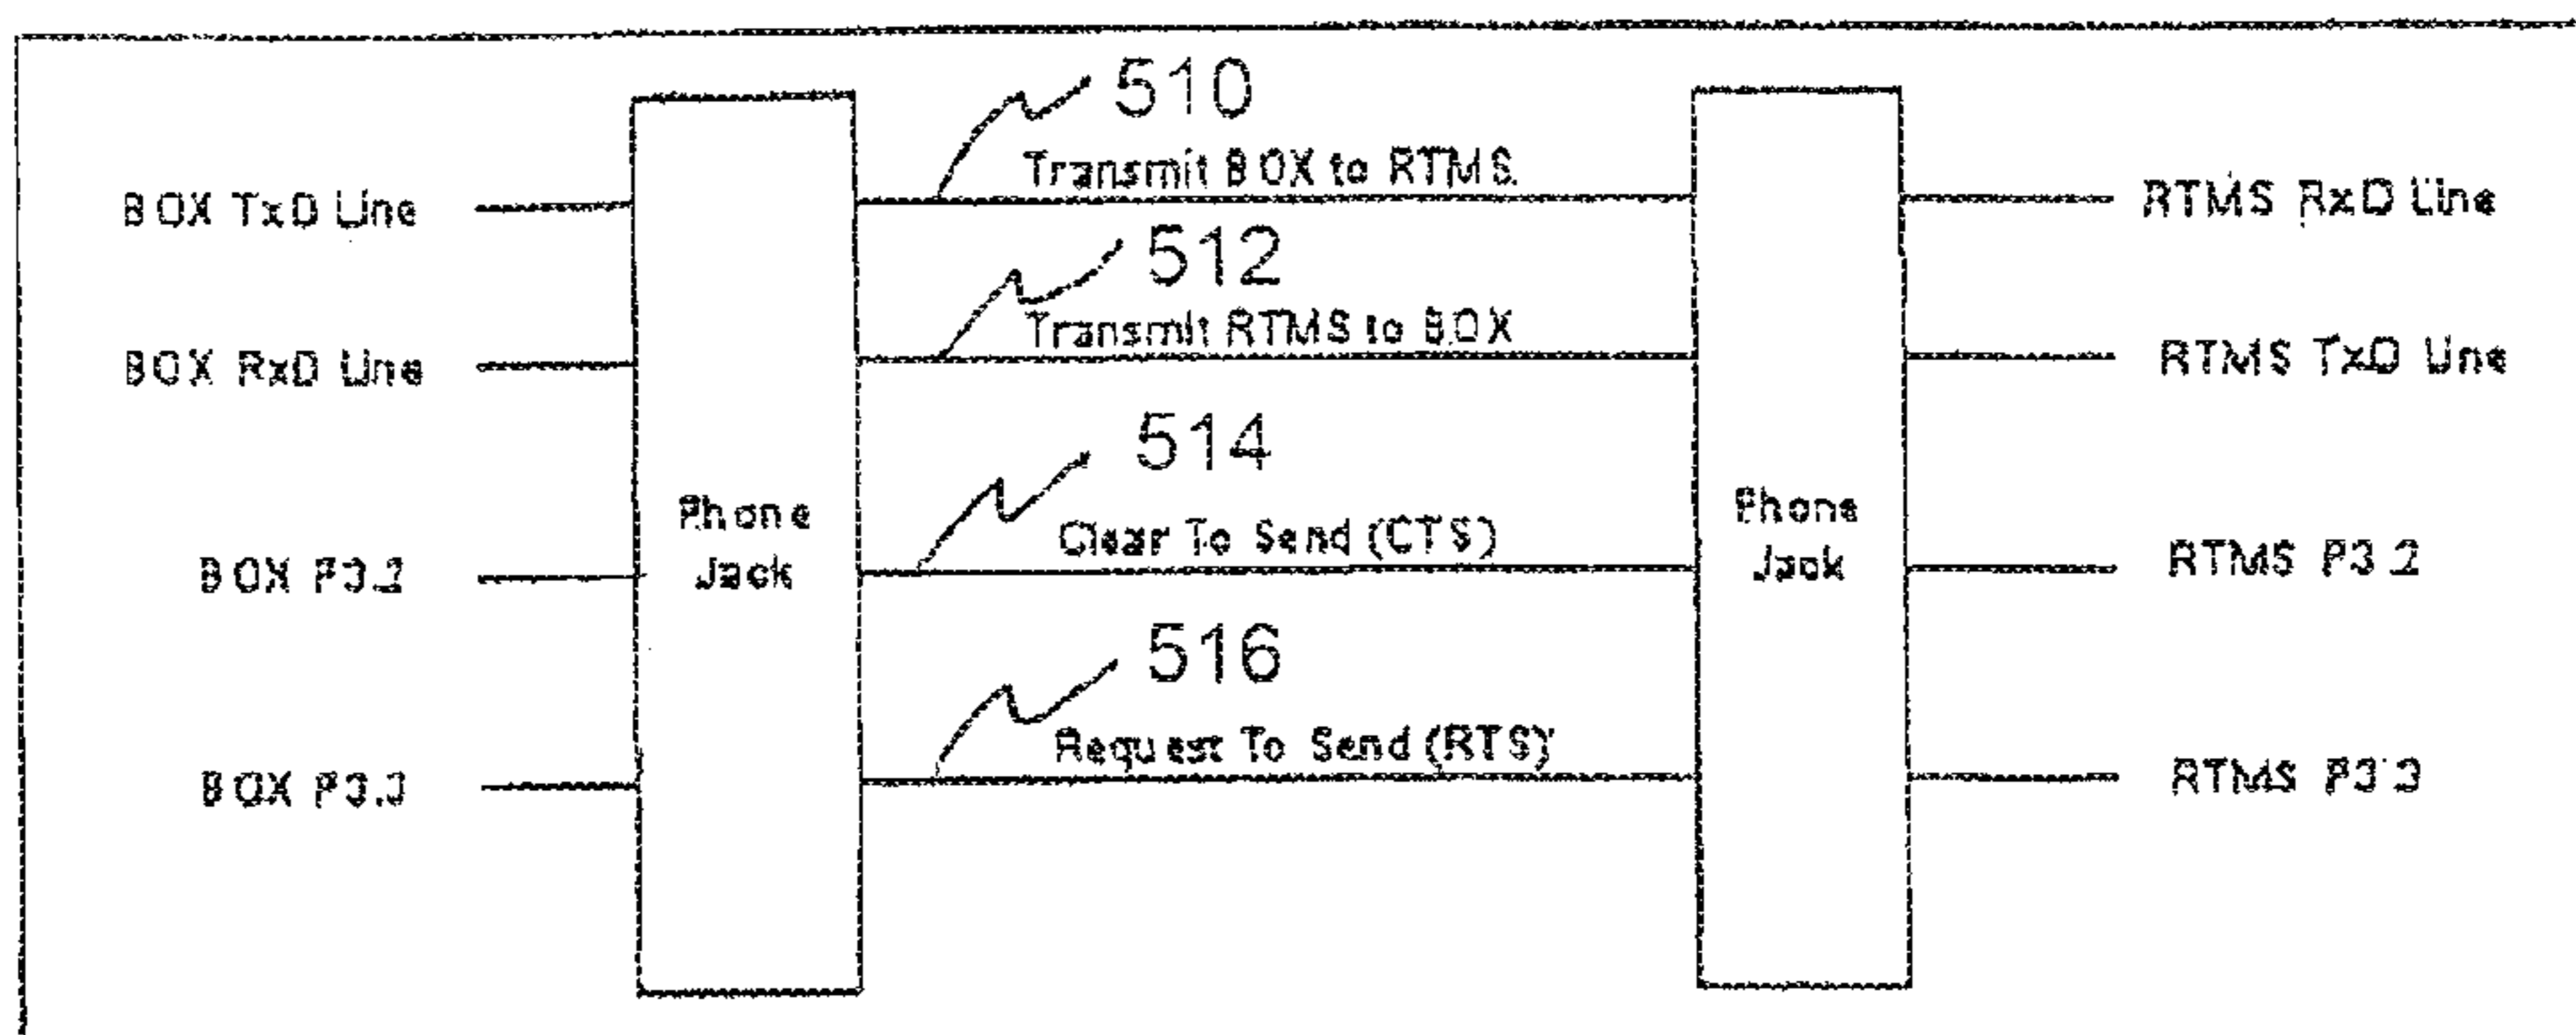 510
Transmit BOX to RTMS.
BOX TxD Line
RTMS RxD Line
512
Transmit RTMS to BOX
BOX RxD Line
RTMS TxD Line
514
Phone
Jack
Clear To Send (CTS)
Phone
Jack
BOX P3.2
RTMS P3.2
516
Request To Send (RTS)
BOX P3.3
RTMS P3.3